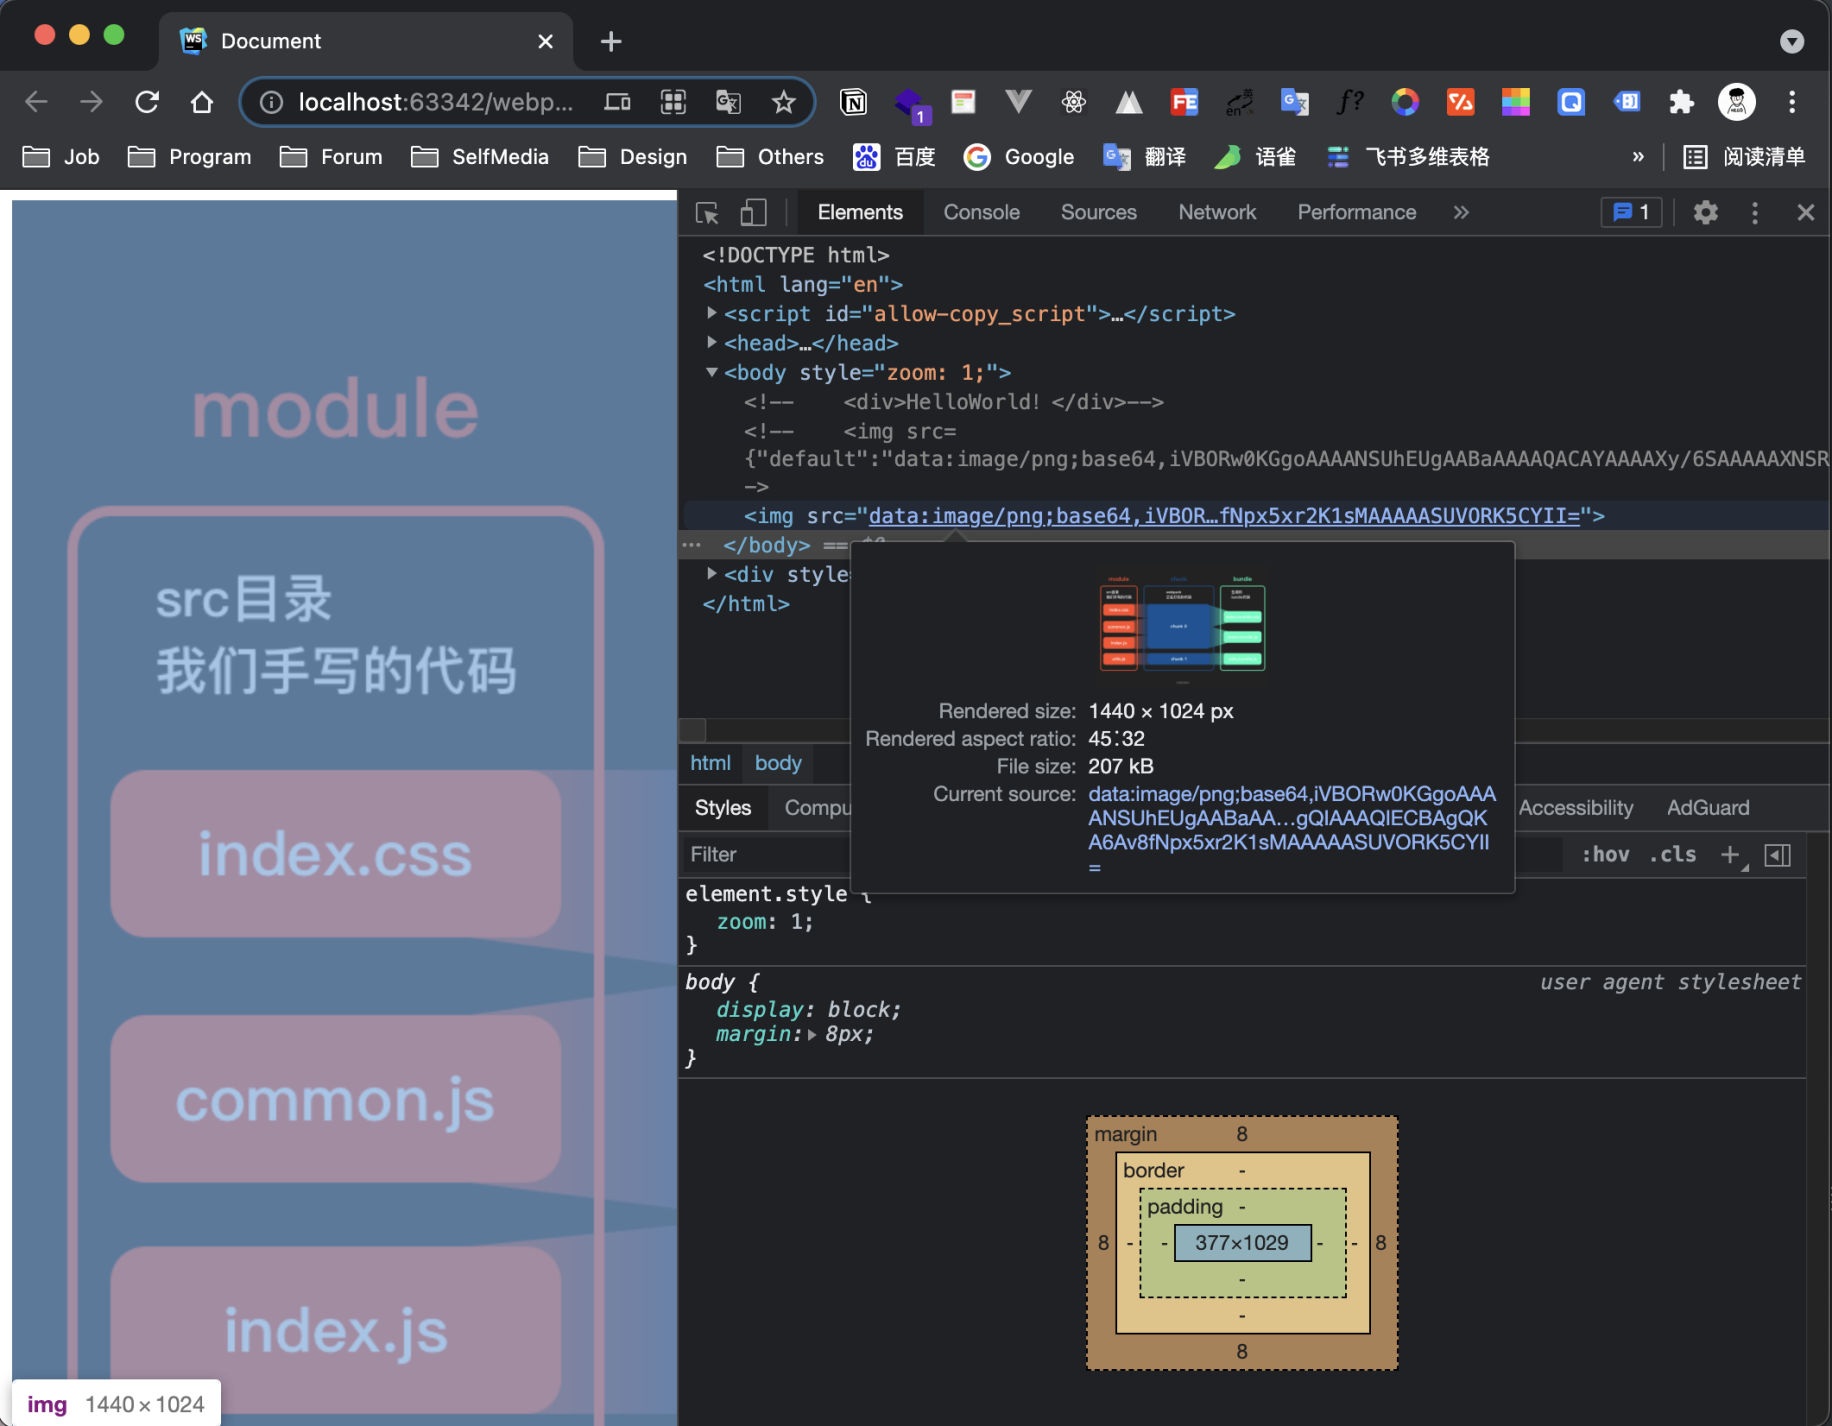 Document
localhost:63342/webp...
1
Job
Program
Forum
SelfMedia
Design
Others
百度
Google
翻译
语雀
飞书多维表格
»
阅读清单
module
src目录
我们手写的代码
index.css
common.js
index.js
img 1440 × 1024
Elements
Console
Sources
Network
Performance
»
1
<!DOCTYPE html>
<html lang="en">
<script id="allow-copy_script">…</script>
<head>…</head>
<body style="zoom: 1;">
<!-- <div>HelloWorld! </div>-->
<!-- <img src=
{"default":"data:image/png;base64,iVBORw0KGgoAAAANSUhEUgAABaAAAAQACAYAAAAXy/6SAAAAAXNSR
->
<img src="data:image/png;base64,iVBOR…fNpx5xr2K1sMAAAAASUVORK5CYII=">
… </body> == $0
<div style
</html>
module
bundle
Rendered size: 1440 × 1024 px
Rendered aspect ratio: 45:32
File size: 207 kB
Current source: data:image/png;base64,iVBORw0KGgoAAA
ANSUhEUgAABaAA…gQIAAAQIECBAgQK
A6Av8fNpx5xr2K1sMAAAAASUVORK5CYII
=
html
body
Styles
Compu
Accessibility
AdGuard
Filter
:hov
.cls
element.style {
zoom: 1;
}
body {
user agent stylesheet
display: block;
margin: 8px;
}
margin 8
border -
padding -
8 - - 377×1029 - - 8
-
-
8